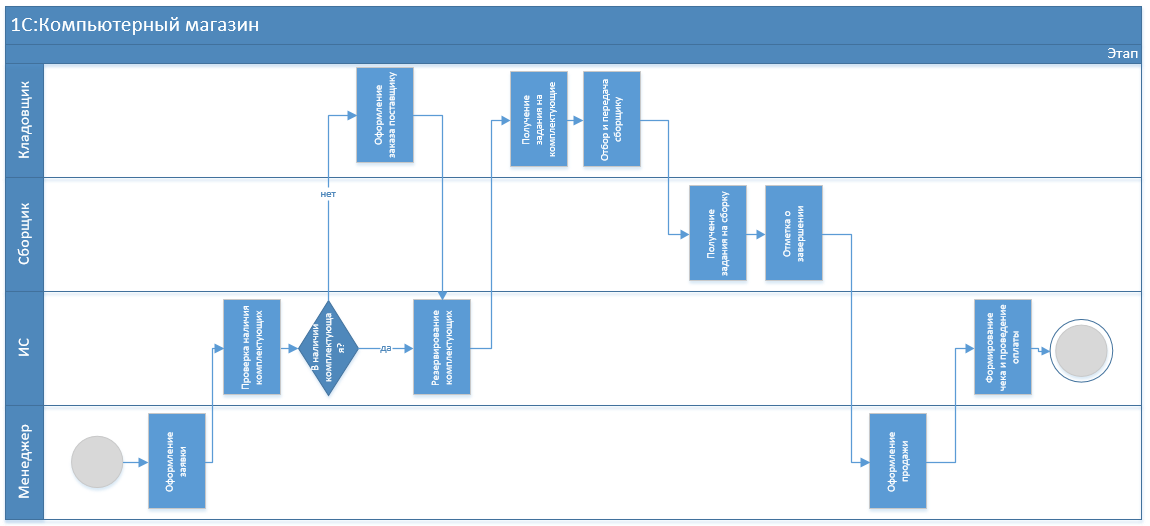 1С:Компьютерный магазин
Этап
Кладовщик
Оформление
заказа поставщику
Получение
задания на
комплектующие
Отбор и передача
сборщику
нет
Сборщик
Получение
задания на сборку
Отметка о
завершении
ИС
Проверка наличия
комплектующих
В наличии
комплектующа
я?
да
Резервирование
комплектующих
Формирование
чека и проведение
оплаты
Менеджер
Оформление
заявки
Оформление
продажи